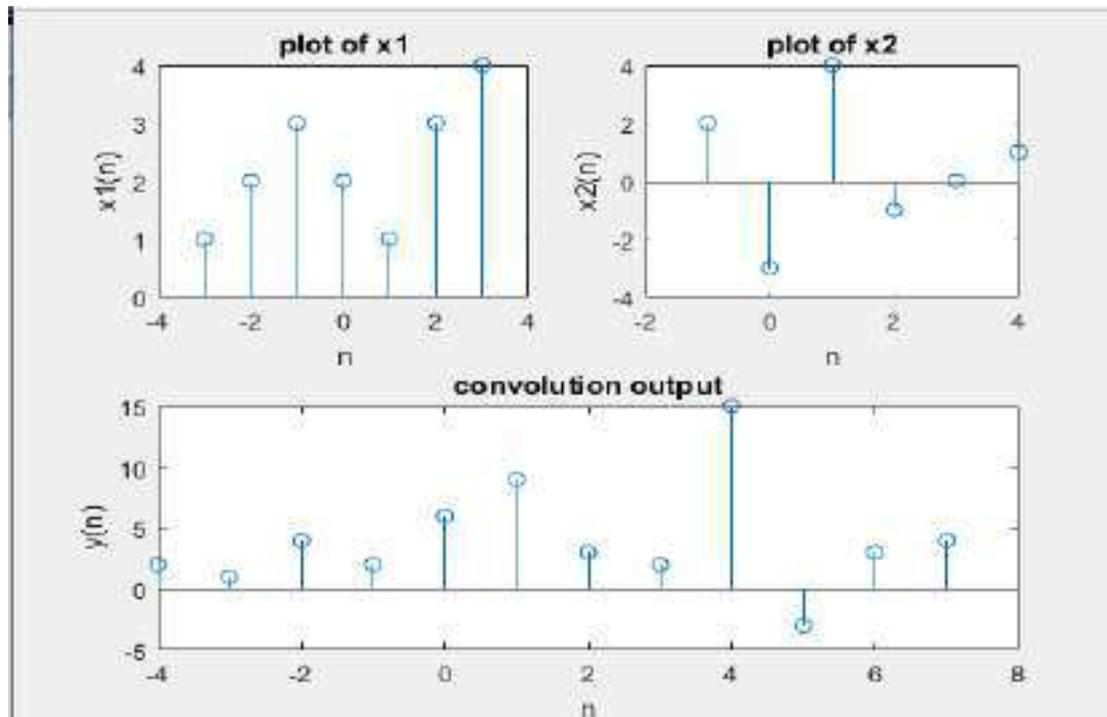 plot of x1
4
3
2
1
0
x1(n)
-4 -2 0 2 4
n
plot of x2
4
2
0
-2
-4
x2(n)
-2 0 2 4
n
convolution output
15
10
5
0
-5
y(n)
-4 -2 0 2 4 6 8
n